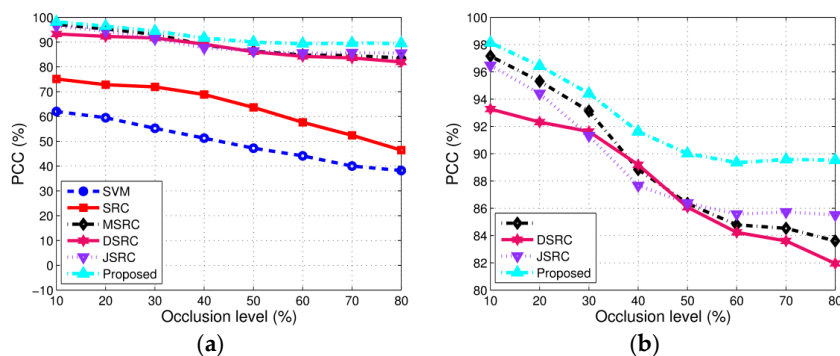 100
90
80
70
60
50
40
30
20
10
0
−10
PCC (%)
SVM
SRC
MSRC
DSRC
JSRC
Proposed
10 20 30 40 50 60 70 80
Occlusion level (%)
(a)
100
98
96
94
92
90
88
86
84
82
80
PCC (%)
DSRC
JSRC
Proposed
10 20 30 40 50 60 70 80
Occlusion level (%)
(b)